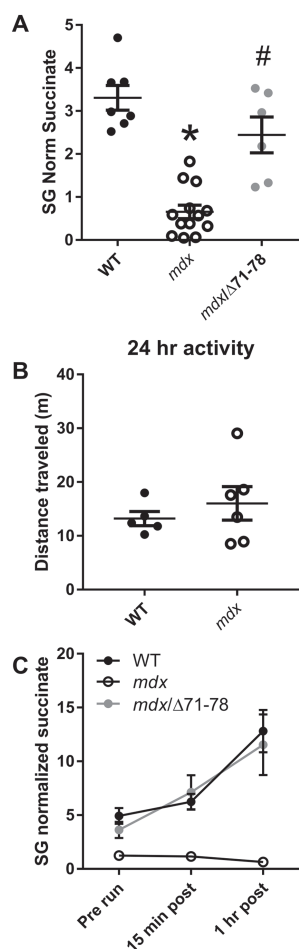 A
SG Norm Succinate
5
4
3
2
1
0
*
#
WT
mdx
mdx/Δ71-78
24 hr activity
B
Distance traveled (m)
40
30
20
10
0
WT
mdx
C
SG normalized succinate
20
15
10
5
0
WT
mdx
mdx/Δ71-78
Pre run
15 min post
1 hr post